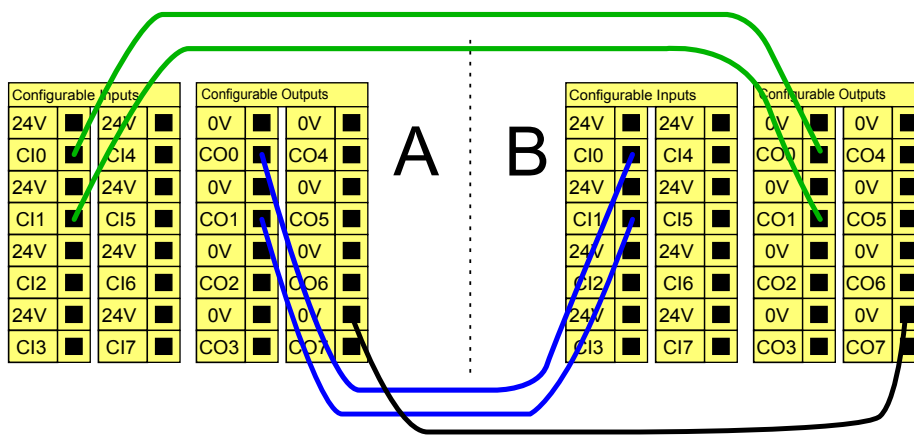 Configurable Inputs
24V 24V
CI0 CI4
24V 24V
CI1 CI5
24V 24V
CI2 CI6
24V 24V
CI3 CI7
Configurable Outputs
0V 0V
CO0 CO4
0V 0V
CO1 CO5
0V 0V
CO2 CO6
0V 0V
CO3 CO7
A
B
Configurable Inputs
24V 24V
CI0 CI4
24V 24V
CI1 CI5
24V 24V
CI2 CI6
24V 24V
CI3 CI7
Configurable Outputs
0V 0V
CO0 CO4
0V 0V
CO1 CO5
0V 0V
CO2 CO6
0V 0V
CO3 CO7